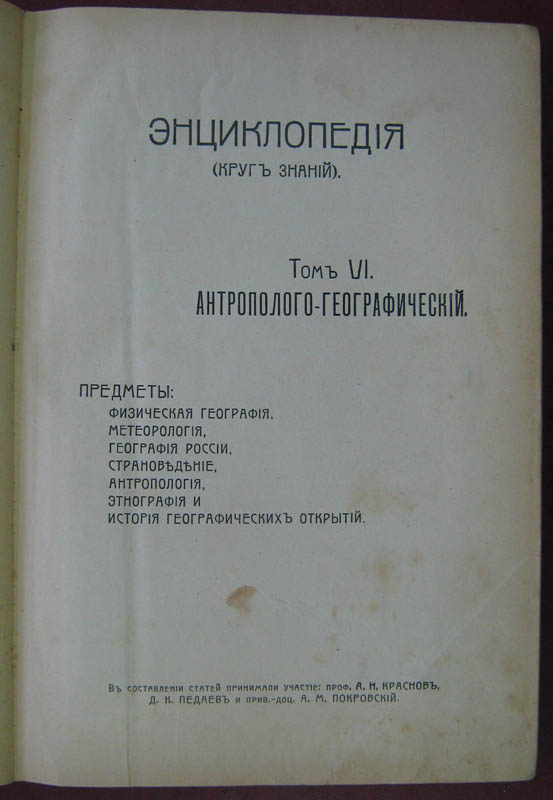 ЭНЦИКЛОПЕДІЯ
(КРУГЪ ЗНАНІЙ).
Томъ VI.
АНТРОПОЛОГО-ГЕОГРАФИЧЕСКІЙ.
ПРЕДМЕТЫ:
ФИЗИЧЕСКАЯ ГЕОГРАФІЯ,
МЕТЕОРОЛОГІЯ,
ГЕОГРАФІЯ РОССІИ,
СТРАНОВѢДѢНІЕ,
АНТРОПОЛОГІЯ,
ЭТНОГРАФІЯ И
ИСТОРІЯ ГЕОГРАФИЧЕСКИХЪ ОТКРЫТІЙ.
Въ составленіи статей принимали участіе: проф. А. Н. КРАСНОВЪ,
Д. К. ПЕДАЕВЪ и прив.-доц. А. М. ПОКРОВСКІЙ.